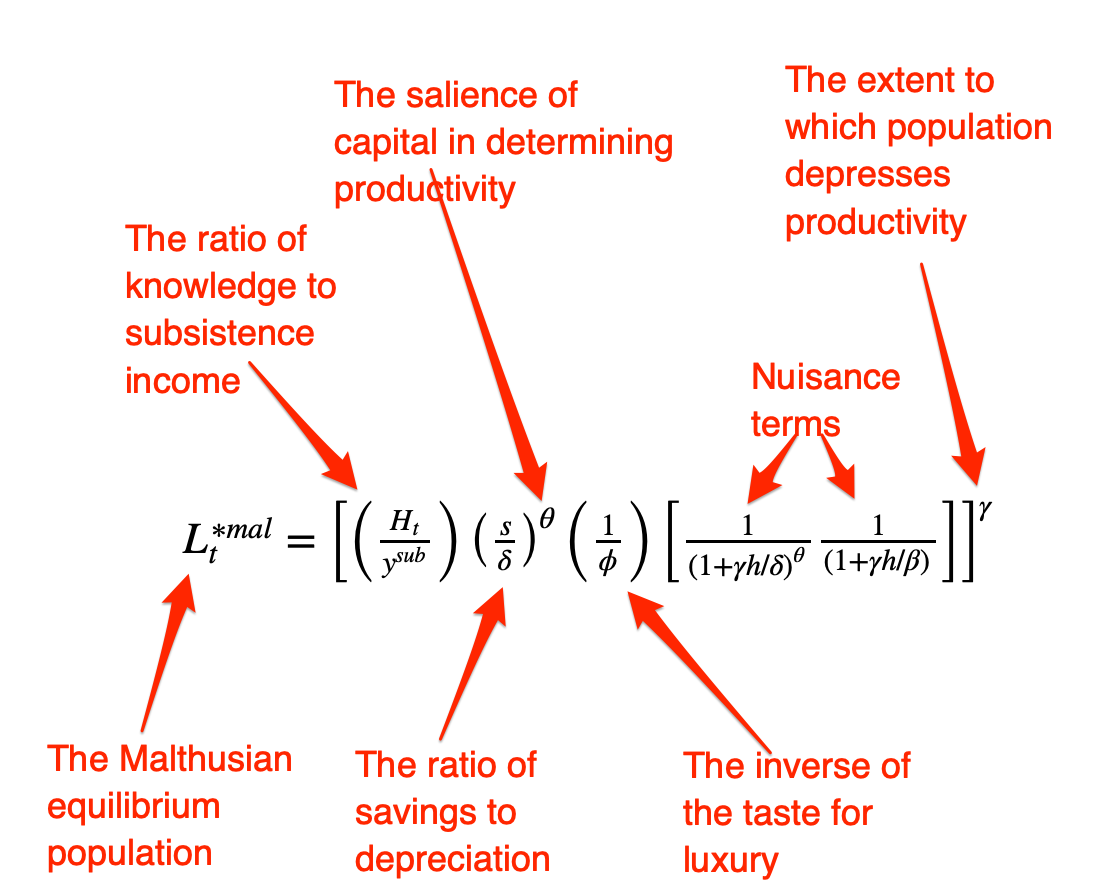 The salience of
capital in determining
productivity
The extent to
which population
depresses
productivity
The ratio of
knowledge to
subsistence
income
Nuisance
terms
L_t^{*mal} = [(H_t/y^{sub}) (s/δ)^θ (1/ϕ) [1/(1+γh/δ)^θ 1/(1+γh/β)]]^γ
The Malthusian
equilibrium
population
The ratio of
savings to
depreciation
The inverse of
the taste for
luxury